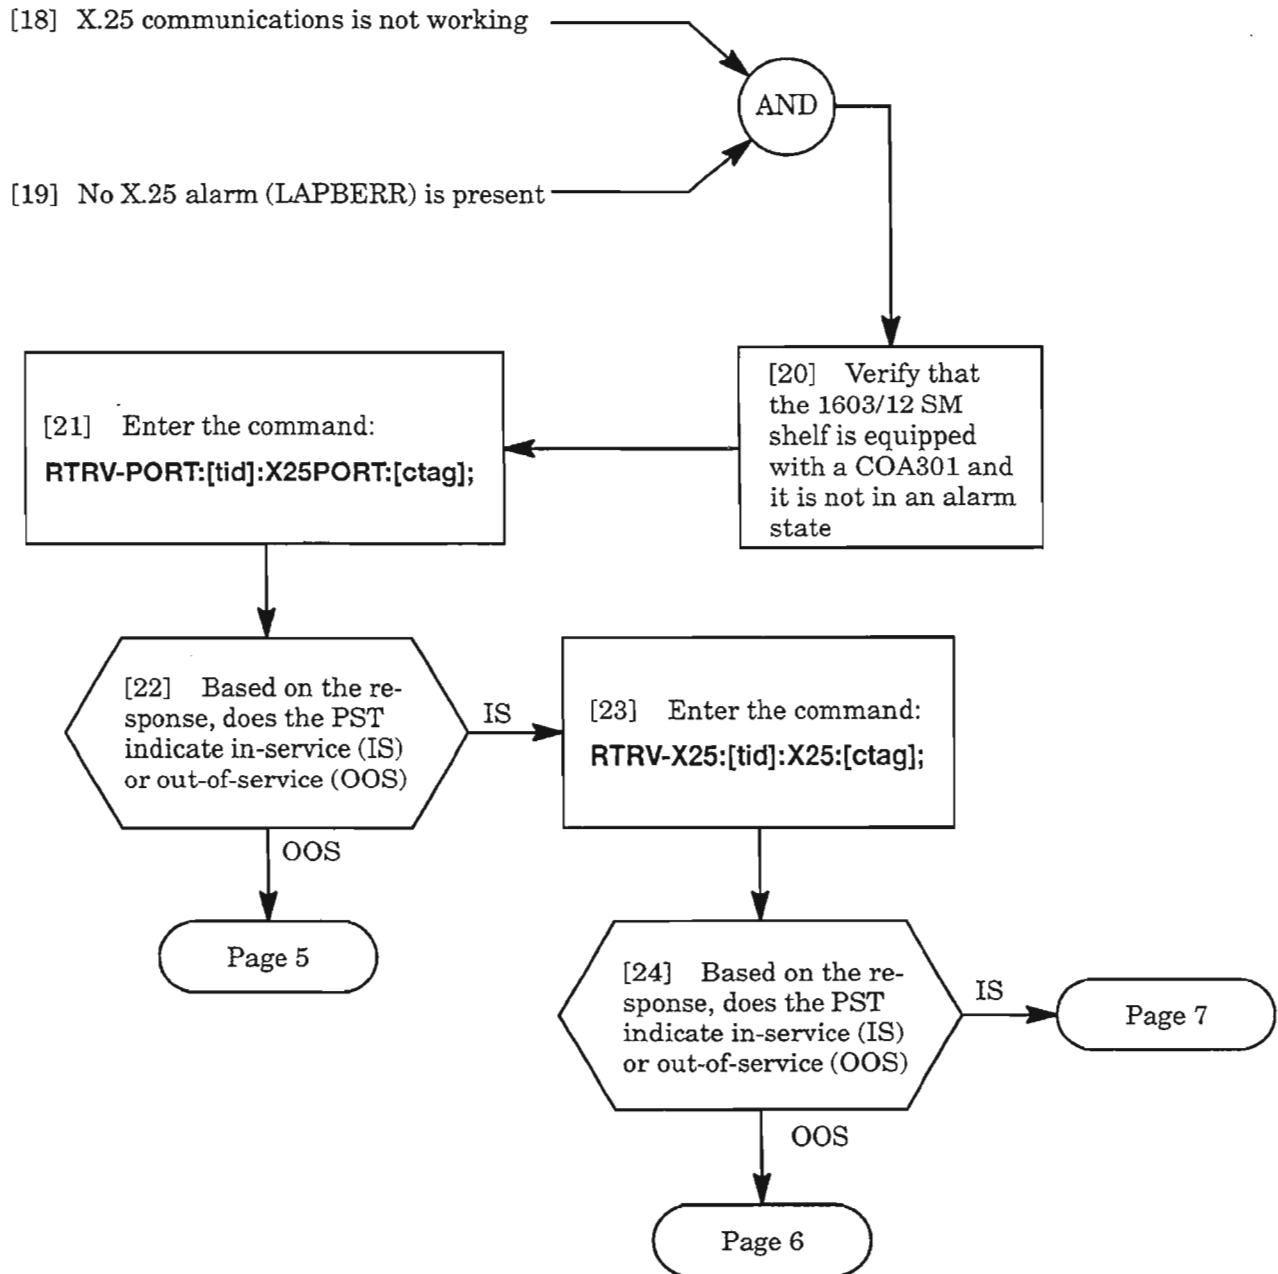 [18] X.25 communications is not working
AND
[19] No X.25 alarm (LAPBERR) is present
[20] Verify that
the 1603/12 SM
shelf is equipped
with a COA301 and
it is not in an alarm
state
[21] Enter the command:
RTRV-PORT:[tid]:X25PORT:[ctag];
[22] Based on the re-
sponse, does the PST
indicate in-service (IS)
or out-of-service (OOS)
IS
OOS
Page 5
[23] Enter the command:
RTRV-X25:[tid]:X25:[ctag];
[24] Based on the re-
sponse, does the PST
indicate in-service (IS)
or out-of-service (OOS)
IS
Page 7
OOS
Page 6